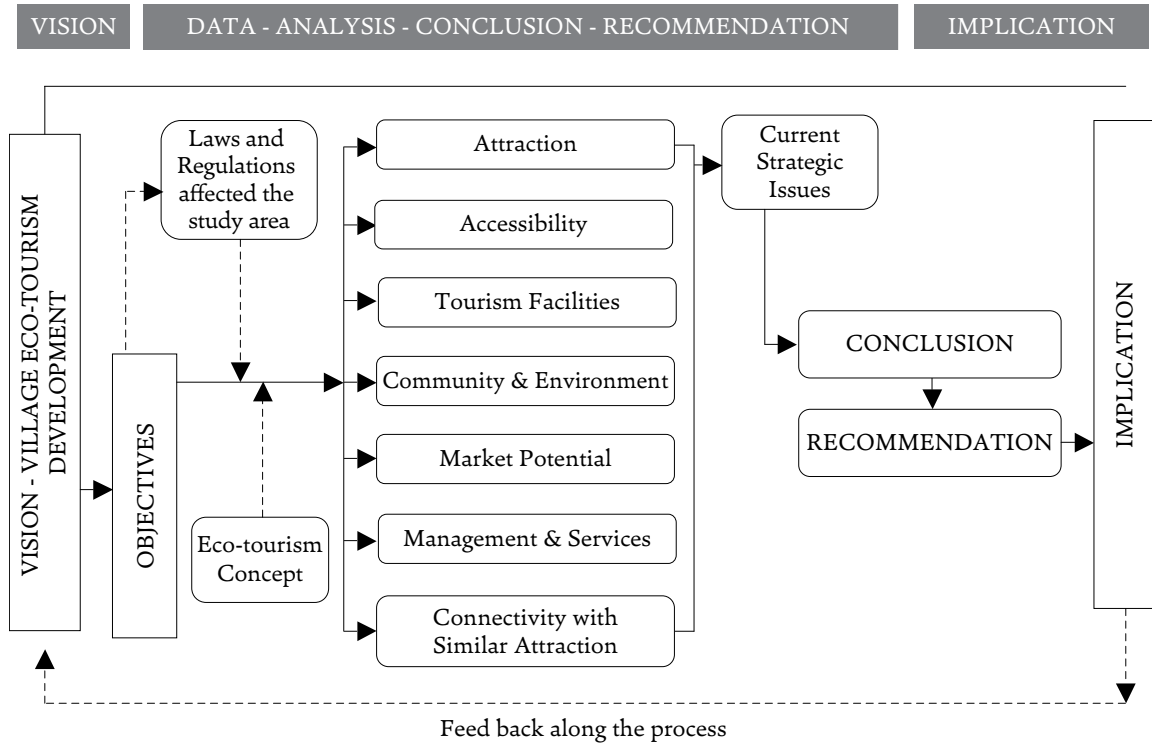 VISION
DATA - ANALYSIS - CONCLUSION - RECOMMENDATION
IMPLICATION
VISION - VILLAGE ECO-TOURISM
DEVELOPMENT
OBJECTIVES
Laws and
Regulations
affected the
study area
Eco-tourism
Concept
Attraction
Accessibility
Tourism Facilities
Community & Environment
Market Potential
Management & Services
Connectivity with
Similar Attraction
Current
Strategic
Issues
CONCLUSION
RECOMMENDATION
IMPLICATION
Feed back along the process